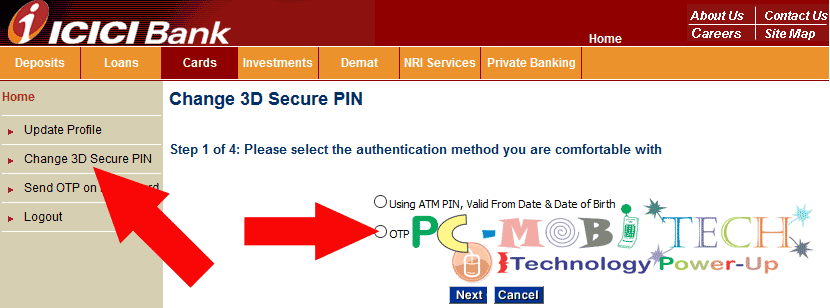 ICICI Bank
About Us
Contact Us
Careers
Site Map
Home
Deposits
Loans
Cards
Investments
Demat
NRI Services
Private Banking
Home
Update Profile
Change 3D Secure PIN
Send OTP on
Logout
Change 3D Secure PIN
Step 1 of 4: Please select the authentication method you are comfortable with
Using ATM PIN, Valid From Date & Date of Birth
OTP
PC-MOBI TECH
Technology Power-Up
Next
Cancel